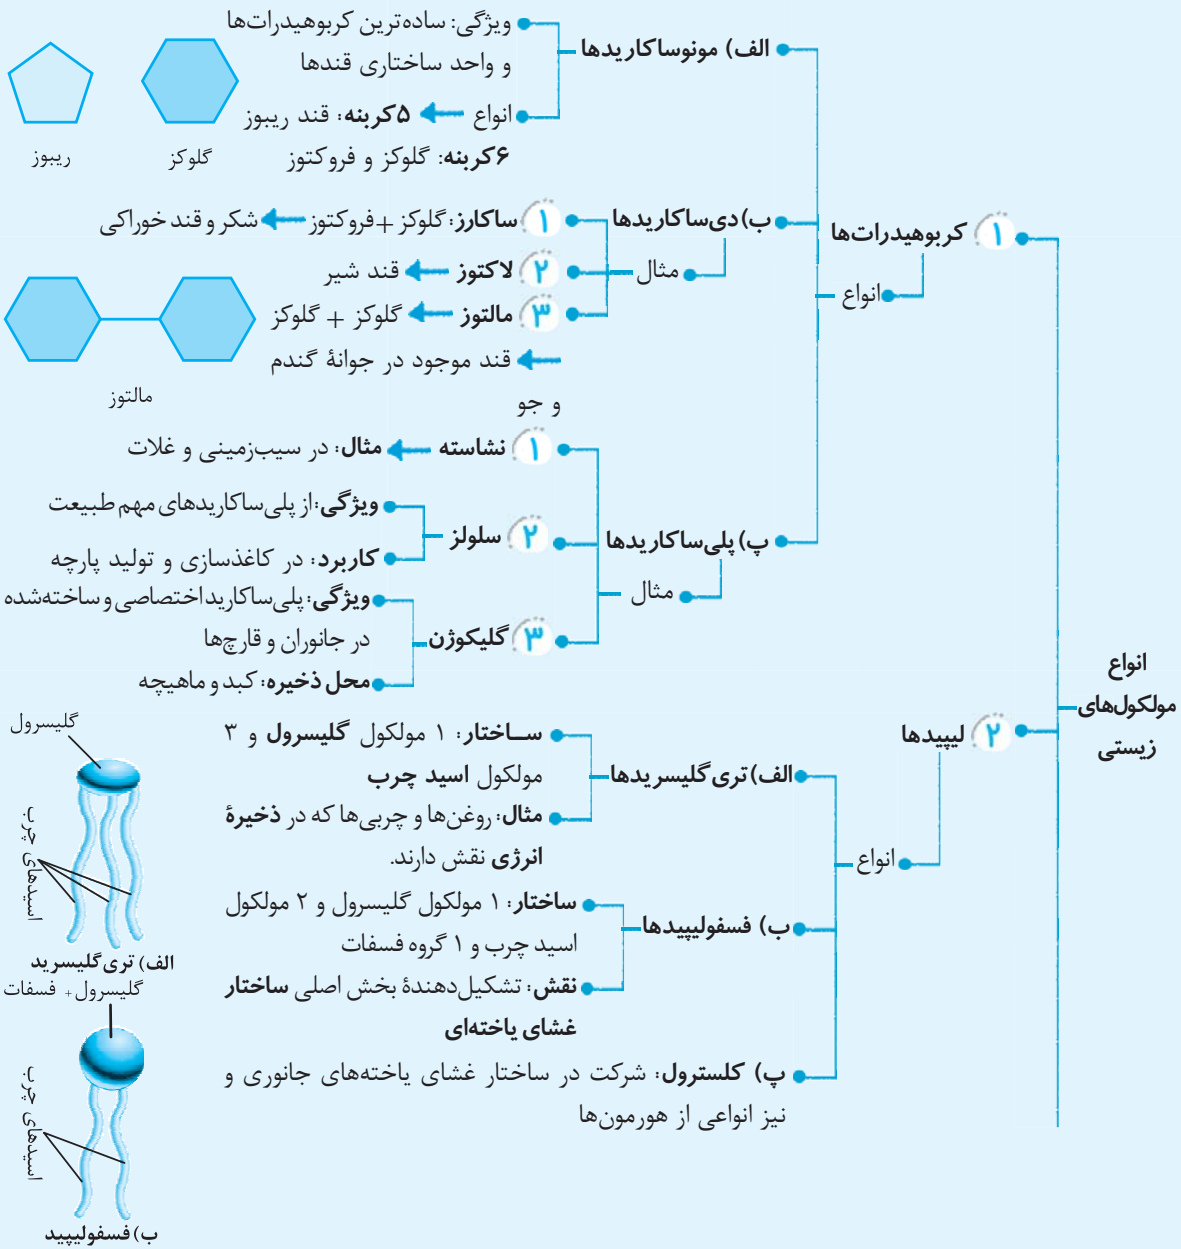 انواع
مولکول‌های
زیستی
۱ کربوهیدرات‌ها
انواع
الف) مونوساکاریدها
ویژگی: ساده‌ترین کربوهیدرات‌ها
و واحد ساختاری قندها
انواع ۵کربنه: قند ریبوز
۶کربنه: گلوکز و فروکتوز
گلوکز
ریبوز
ب) دی‌ساکاریدها
مثال
۱ ساکارز: گلوکز + فروکتوز شکر و قند خوراکی
۲ لاکتوز قند شیر
۳ مالتوز گلوکز + گلوکز
قند موجود در جوانهٔ گندم
و جو
مالتوز
پ) پلی‌ساکاریدها
مثال
۱ نشاسته مثال: در سیب‌زمینی و غلات
۲ سلولز
ویژگی: از پلی‌ساکاریدهای مهم طبیعت
کاربرد: در کاغذسازی و تولید پارچه
۳ گلیکوژن
ویژگی: پلی‌ساکارید اختصاصی و ساخته‌شده
در جانوران و قارچ‌ها
محل ذخیره: کبد و ماهیچه
۲ لیپیدها
انواع
الف) تری‌گلیسریدها
ساختار: ۱ مولکول گلیسرول و ۳
مولکول اسید چرب
مثال: روغن‌ها و چربی‌ها که در ذخیرهٔ
انرژی نقش دارند.
ب) فسفولیپیدها
ساختار: ۱ مولکول گلیسرول و ۲ مولکول
اسید چرب و ۱ گروه فسفات
نقش: تشکیل‌دهندهٔ بخش اصلی ساختار
غشای یاخته‌ای
پ) کلسترول: شرکت در ساختار غشای یاخته‌های جانوری و
نیز انواعی از هورمون‌ها
گلیسرول
اسیدهای چرب
الف) تری‌گلیسرید
گلیسرول + فسفات
اسیدهای چرب
ب) فسفولیپید